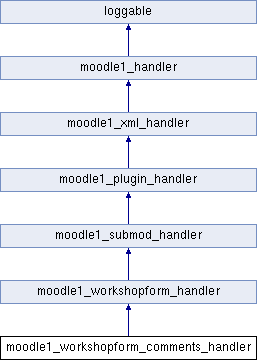 loggable
moodle1_handler
moodle1_xml_handler
moodle1_plugin_handler
moodle1_submod_handler
moodle1_workshopform_handler
moodle1_workshopform_comments_handler